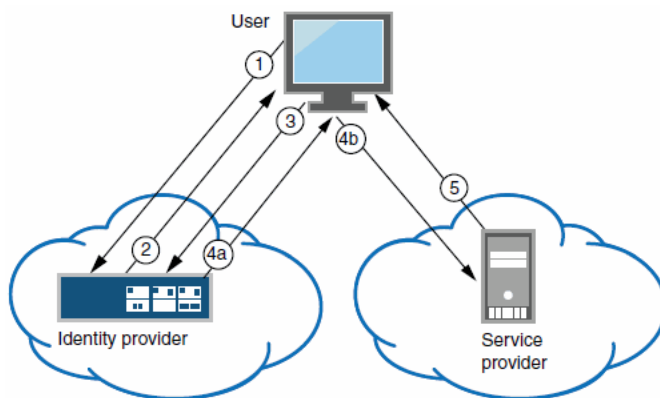 User
1
3
4b
5
2
4a
Identity provider
Service
provider